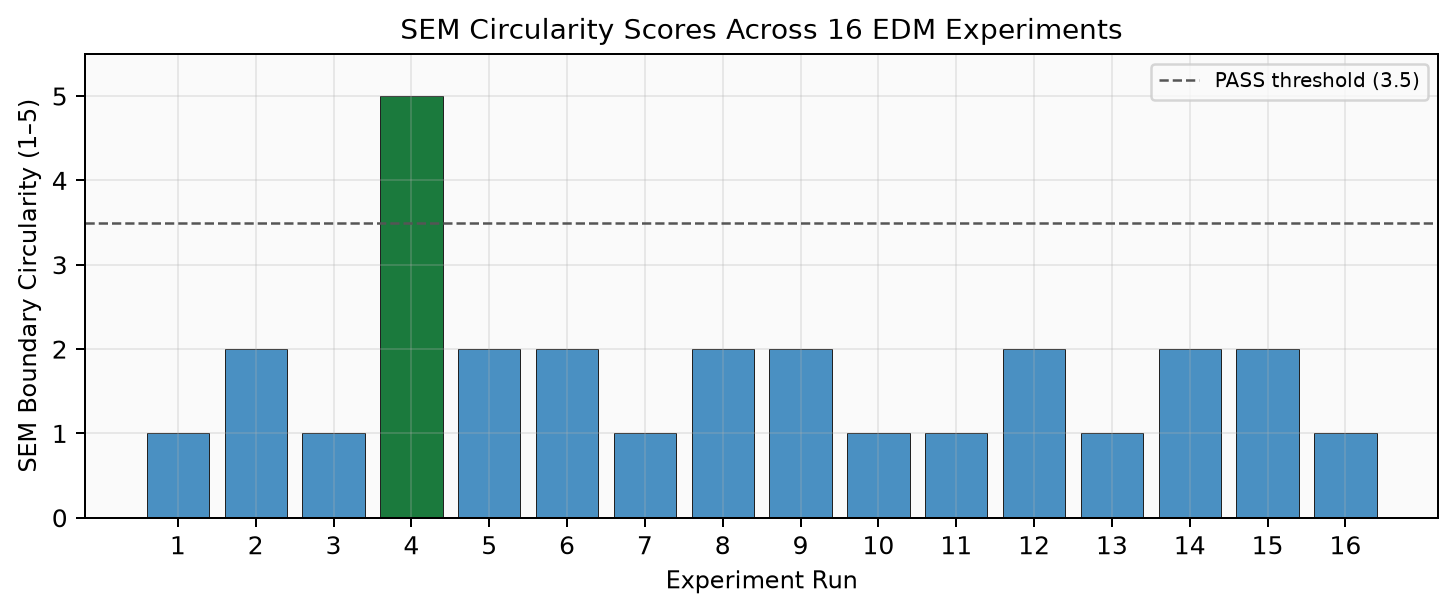 SEM Circularity Scores Across 16 EDM Experiments
PASS threshold (3.5)
SEM Boundary Circularity (1–5)
5
4
3
2
1
0
1 2 3 4 5 6 7 8 9 10 11 12 13 14 15 16
Experiment Run